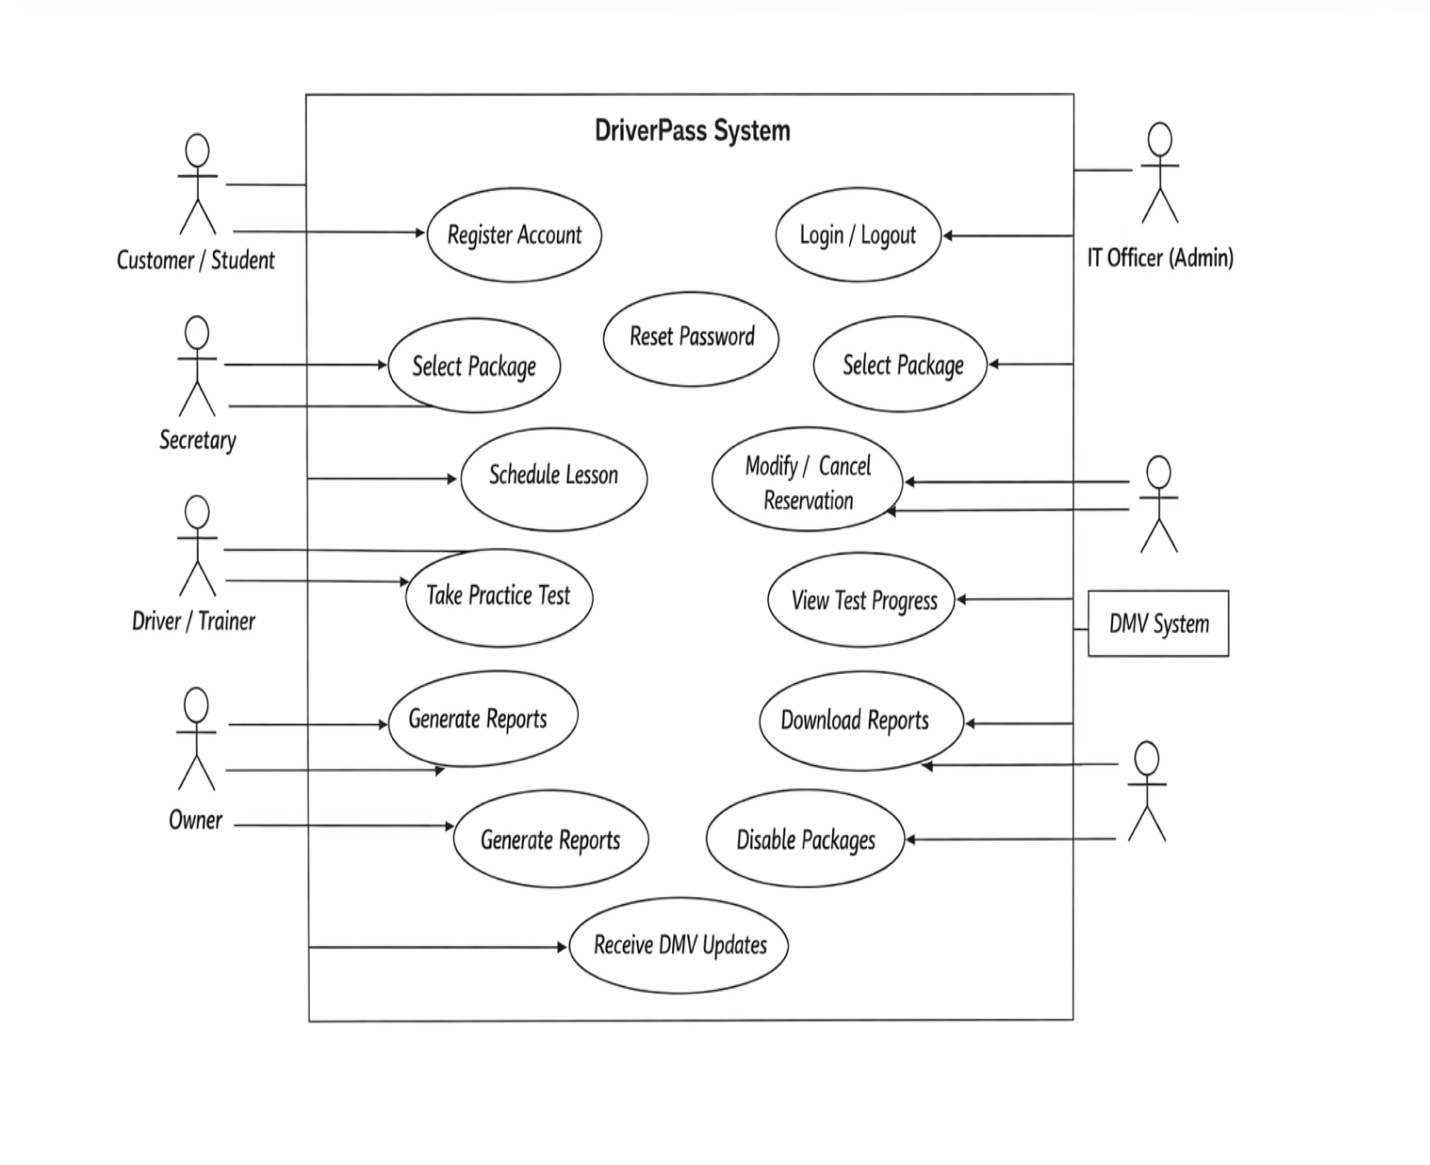 DriverPass System
Customer / Student
IT Officer (Admin)
Register Account
Login / Logout
Reset Password
Select Package
Select Package
Secretary
Schedule Lesson
Modify / Cancel
Reservation
Driver / Trainer
Take Practice Test
View Test Progress
DMV System
Generate Reports
Download Reports
Owner
Generate Reports
Disable Packages
Receive DMV Updates